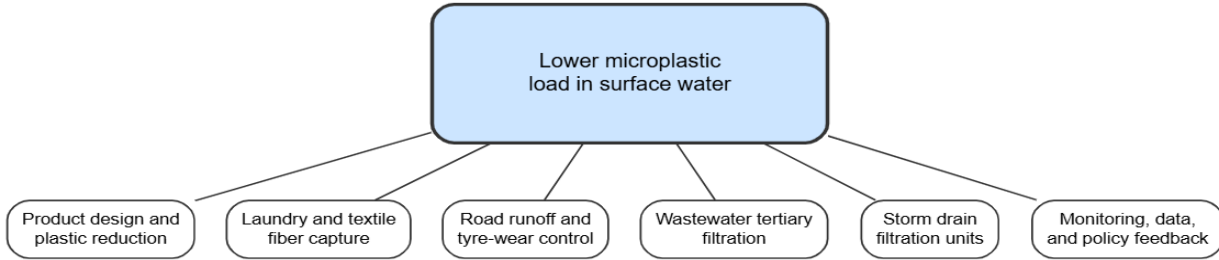 Lower microplastic
load in surface water
Product design and
plastic reduction
Laundry and textile
fiber capture
Road runoff and
tyre-wear control
Wastewater tertiary
filtration
Storm drain
filtration units
Monitoring, data,
and policy feedback